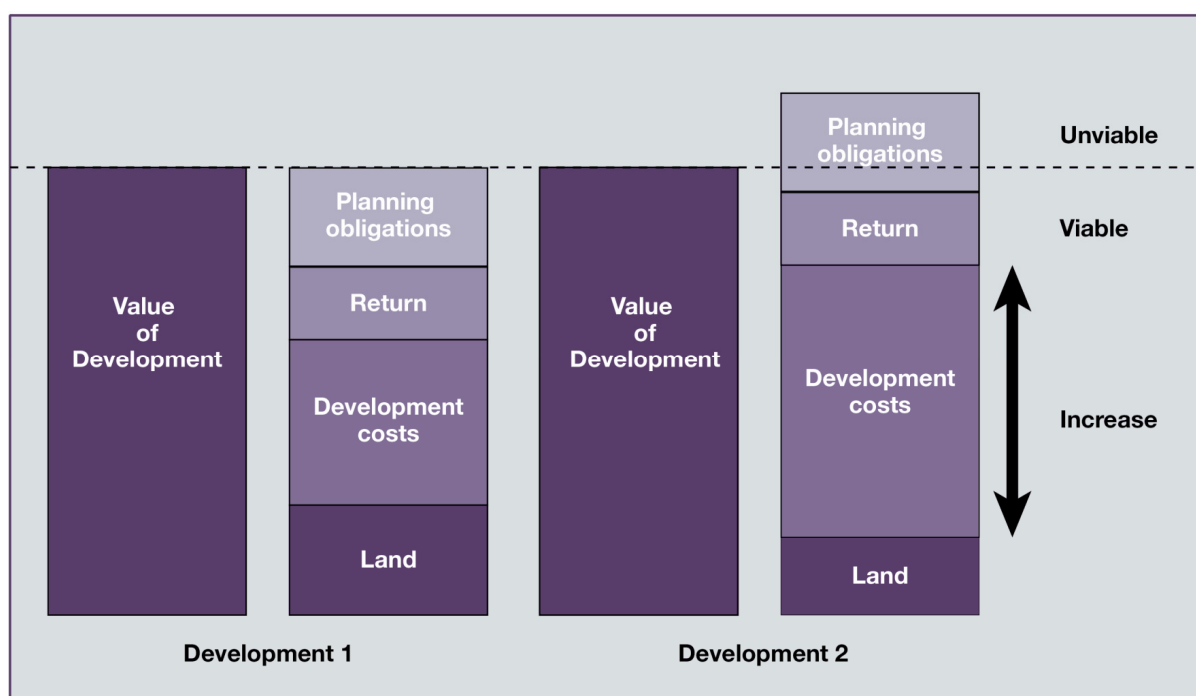 Value
of
Development
Planning
obligations
Return
Development
costs
Land
Development 1
Value
of
Development
Planning
obligations
Return
Development
costs
Land
Development 2
Unviable
Viable
Increase